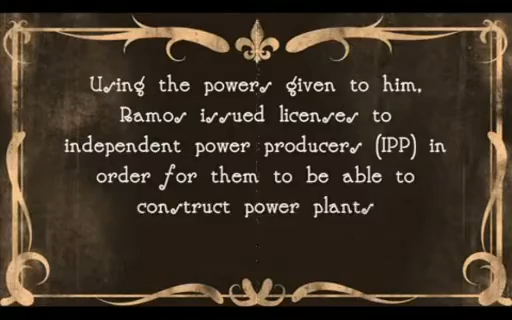 Using the powers given to him,
Ramos issued licenses to
independent power producers (IPP) in
order for them to be able to
construct power plants